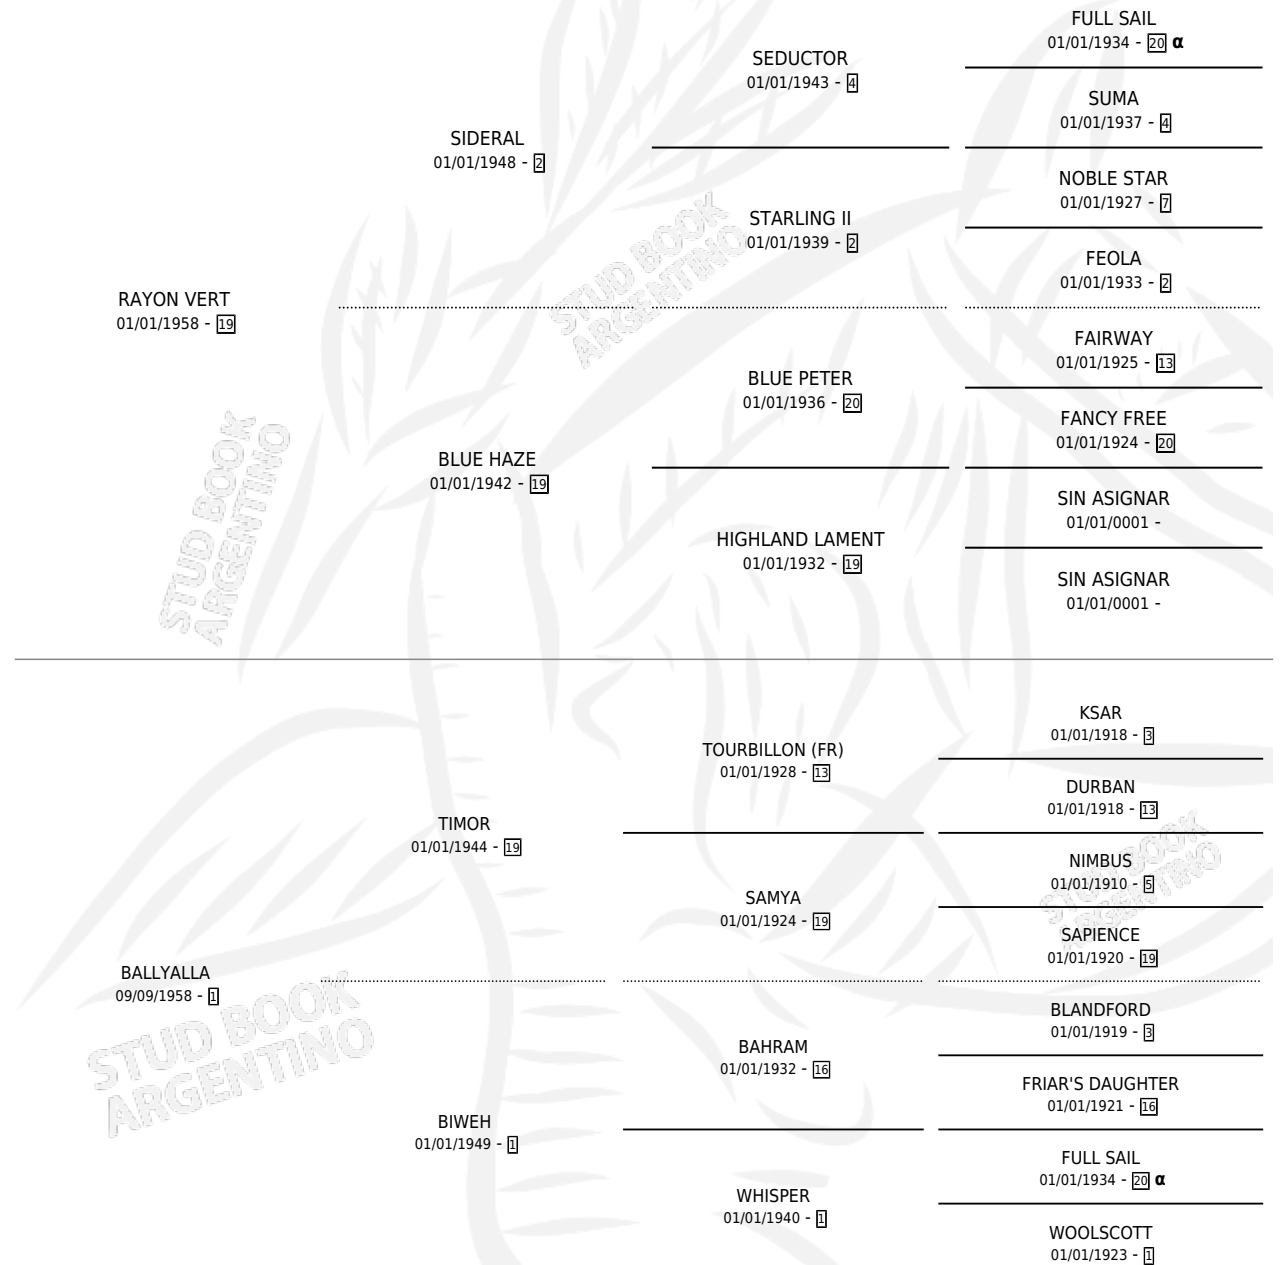 FULL SAIL
01/01/1934 - 20 α
SEDUCTOR
01/01/1943 - 4
SUMA
01/01/1937 - 4
SIDERAL
01/01/1948 - 2
NOBLE STAR
01/01/1927 - 7
STARLING II
01/01/1939 - 2
FEOLA
01/01/1933 - 2
STUD BOOK
ARGENTINO
RAYON VERT
01/01/1958 - 19
FAIRWAY
01/01/1925 - 13
BLUE PETER
01/01/1936 - 20
FANCY FREE
01/01/1924 - 20
BLUE HAZE
01/01/1942 - 19
SIN ASIGNAR
01/01/0001 -
HIGHLAND LAMENT
01/01/1932 - 19
SIN ASIGNAR
01/01/0001 -
STUD BOOK
ARGENTINO
KSAR
01/01/1918 - 3
TOURBILLON (FR)
01/01/1928 - 13
DURBAN
01/01/1918 - 13
TIMOR
01/01/1944 - 19
NIMBUS
01/01/1910 - 5
SAMYA
01/01/1924 - 19
SAPIENCE
01/01/1920 - 19
STUD BOOK
ARGENTINO
BALLYALLA
09/09/1958 - 1
BLANDFORD
01/01/1919 - 3
BAHRAM
01/01/1932 - 16
FRIAR'S DAUGHTER
01/01/1921 - 16
BIWEH
01/01/1949 - 1
FULL SAIL
01/01/1934 - 20 α
WHISPER
01/01/1940 - 1
WOOLSCOTT
01/01/1923 - 1
STUD BOOK
ARGENTINO